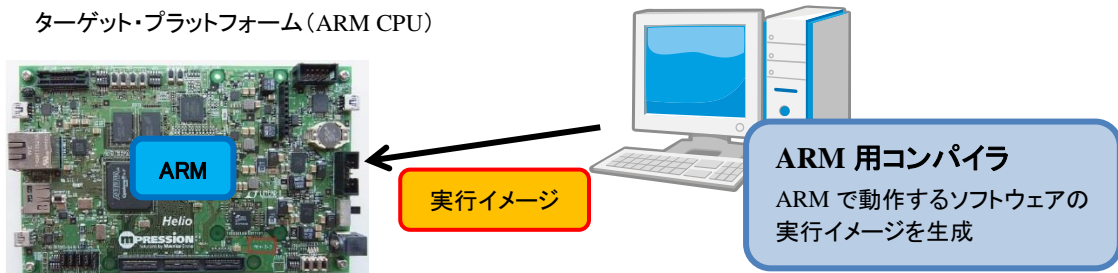 ターゲット・プラットフォーム(ARM CPU)
ARM
Helio
MPRESSION
実行イメージ
ARM 用コンパイラ
ARM で動作するソフトウェアの
実行イメージを生成